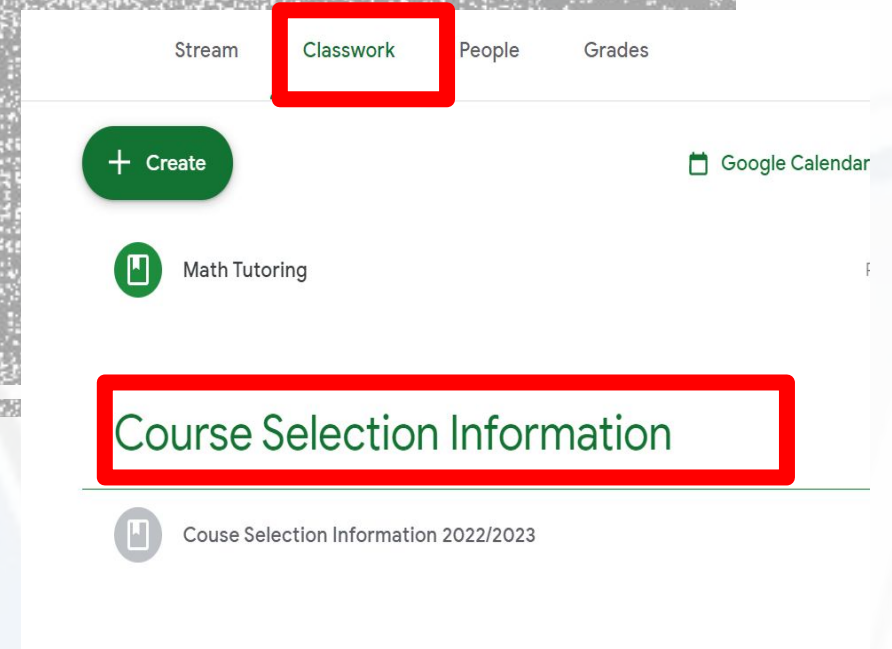 Stream Classwork People Grades
Create
Google Calendar
Math Tutoring
Course Selection Information
Couse Selection Information 2022/2023